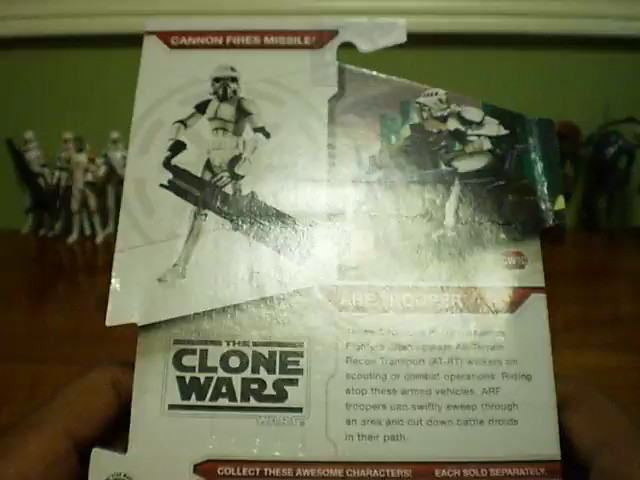 CANNON FIRES MISSILE!
ARF TROOPER
THE
CLONE
WARS
Recon Transport (AT-RT) walkers on
scouting or combat operations. Riding
atop these armed vehicles, ARF
troopers can swiftly sweep through
an area and cut down battle droids
in their path.
COLLECT THESE AWESOME CHARACTERS! EACH SOLD SEPARATELY.